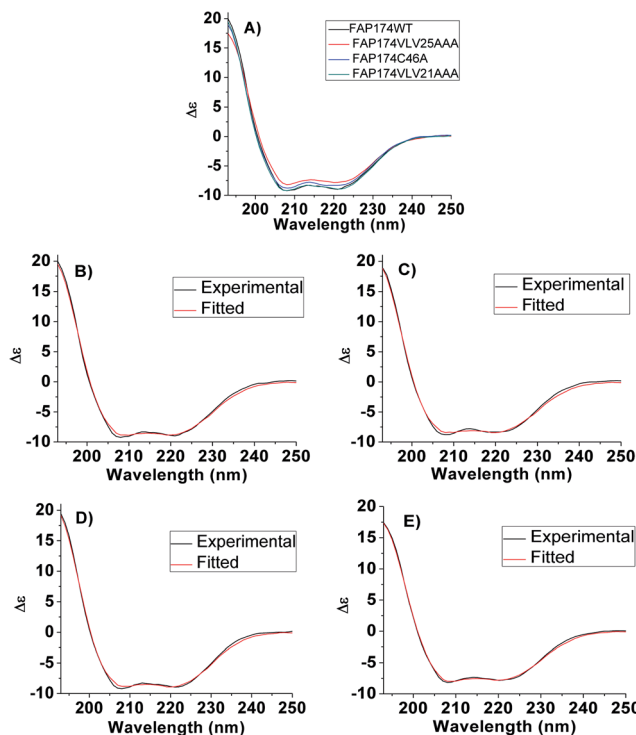 A)
FAP174WT
FAP174VLV25AAA
FAP174C46A
FAP174VLV21AAA
20
15
10
5
0
-5
-10
Δε
200 210 220 230 240 250
Wavelength (nm)
B)
Experimental
Fitted
20
15
10
5
0
-5
-10
Δε
200 210 220 230 240 250
Wavelength (nm)
C)
Experimental
Fitted
20
15
10
5
0
-5
-10
Δε
200 210 220 230 240 250
Wavelength (nm)
D)
Experimental
Fitted
20
15
10
5
0
-5
-10
Δε
200 210 220 230 240 250
Wavelength (nm)
E)
Experimental
Fitted
20
15
10
5
0
-5
-10
Δε
200 210 220 230 240 250
Wavelength (nm)